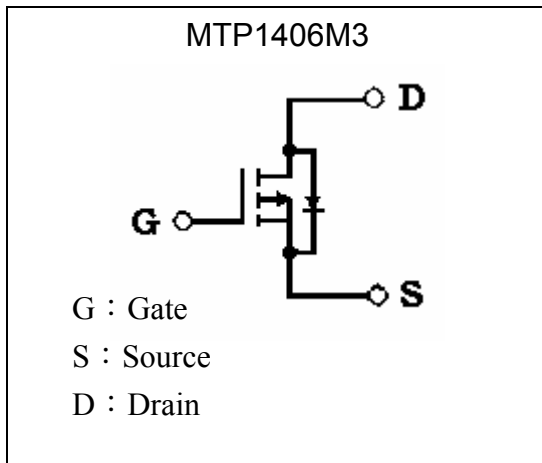 MTP1406M3
D
G
S
G：Gate
S：Source
D：Drain